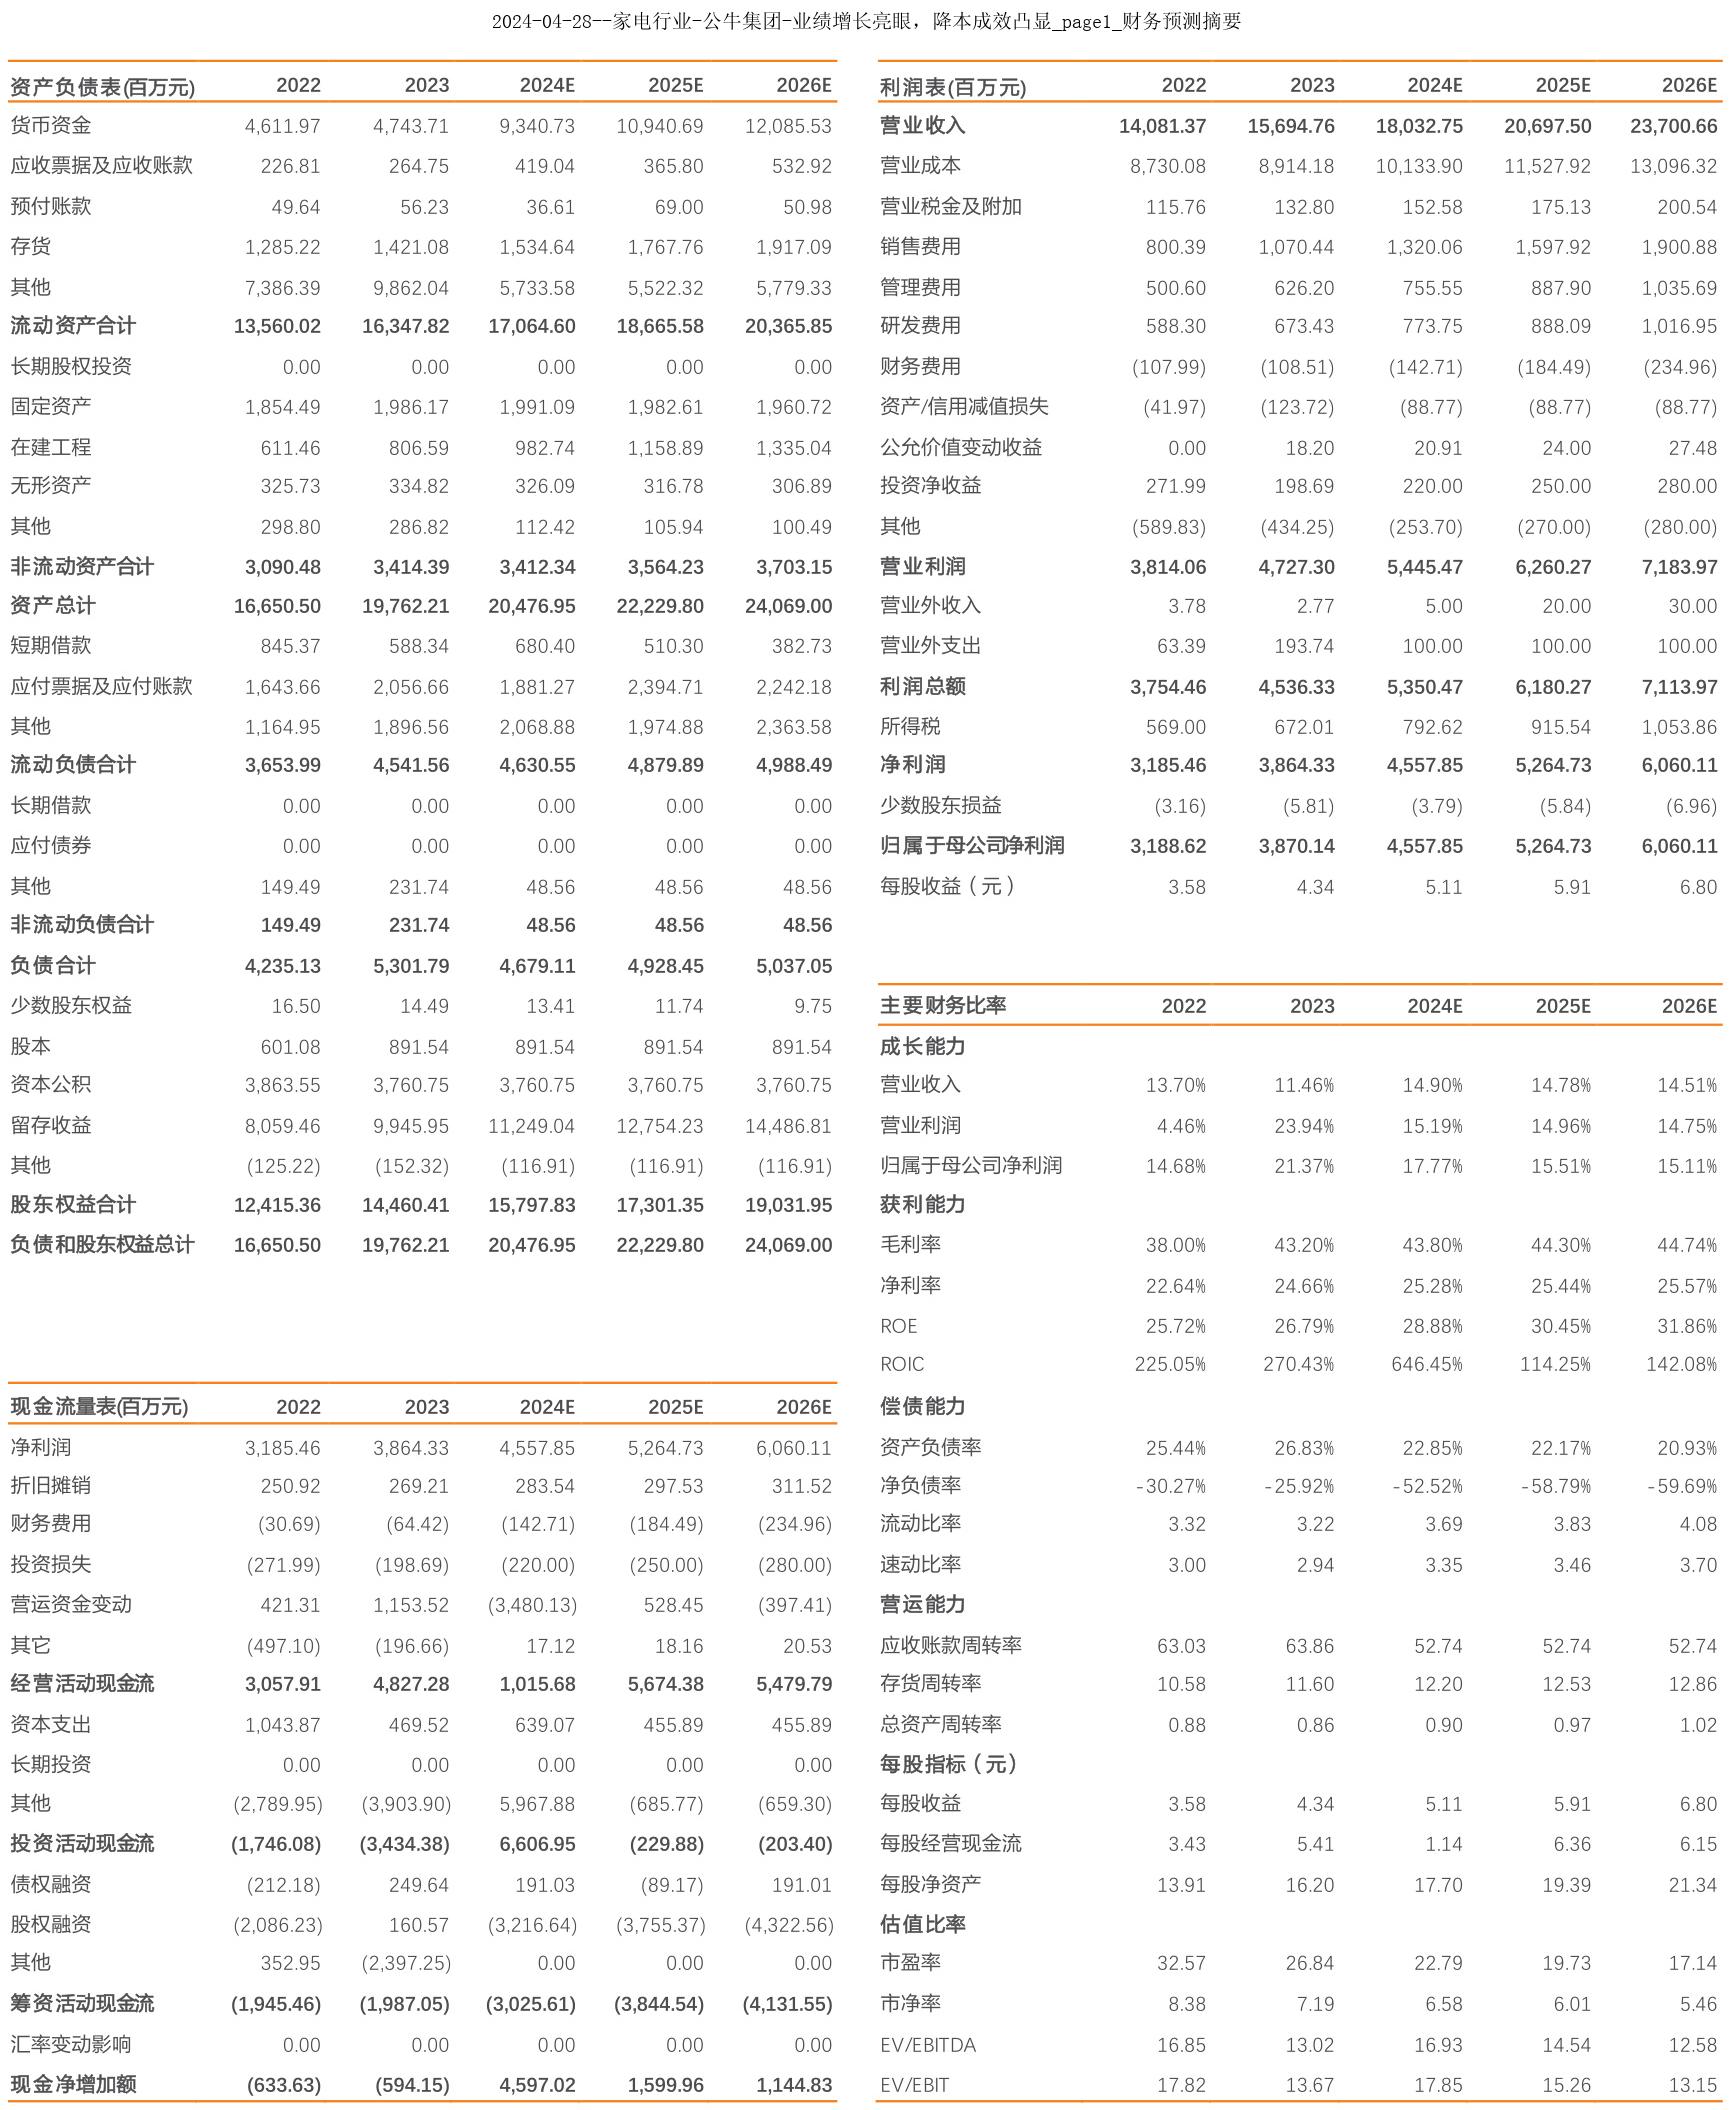 2024-04-28--家电行业-公牛集团-业绩增长亮眼，降本成效凸显_page1_财务预测摘要
资产负债表(百万元) 2022 2023 2024E 2025E 2026E
货币资金 4,611.97 4,743.71 9,340.73 10,940.69 12,085.53
应收票据及应收账款 226.81 264.75 419.04 365.80 532.92
预付账款 49.64 56.23 36.61 69.00 50.98
存货 1,285.22 1,421.08 1,534.64 1,767.76 1,917.09
其他 7,386.39 9,862.04 5,733.58 5,522.32 5,779.33
流动资产合计 13,560.02 16,347.82 17,064.60 18,665.58 20,365.85
长期股权投资 0.00 0.00 0.00 0.00 0.00
固定资产 1,854.49 1,986.17 1,991.09 1,982.61 1,960.72
在建工程 611.46 806.59 982.74 1,158.89 1,335.04
无形资产 325.73 334.82 326.09 316.78 306.89
其他 298.80 286.82 112.42 105.94 100.49
非流动资产合计 3,090.48 3,414.39 3,412.34 3,564.23 3,703.15
资产总计 16,650.50 19,762.21 20,476.95 22,229.80 24,069.00
短期借款 845.37 588.34 680.40 510.30 382.73
应付票据及应付账款 1,643.66 2,056.66 1,881.27 2,394.71 2,242.18
其他 1,164.95 1,896.56 2,068.88 1,974.88 2,363.58
流动负债合计 3,653.99 4,541.56 4,630.55 4,879.89 4,988.49
长期借款 0.00 0.00 0.00 0.00 0.00
应付债券 0.00 0.00 0.00 0.00 0.00
其他 149.49 231.74 48.56 48.56 48.56
非流动负债合计 149.49 231.74 48.56 48.56 48.56
负债合计 4,235.13 5,301.79 4,679.11 4,928.45 5,037.05
少数股东权益 16.50 14.49 13.41 11.74 9.75
股本 601.08 891.54 891.54 891.54 891.54
资本公积 3,863.55 3,760.75 3,760.75 3,760.75 3,760.75
留存收益 8,059.46 9,945.95 11,249.04 12,754.23 14,486.81
其他 (125.22) (152.32) (116.91) (116.91) (116.91)
股东权益合计 12,415.36 14,460.41 15,797.83 17,301.35 19,031.95
负债和股东权益总计 16,650.50 19,762.21 20,476.95 22,229.80 24,069.00
现金流量表(百万元) 2022 2023 2024E 2025E 2026E
净利润 3,185.46 3,864.33 4,557.85 5,264.73 6,060.11
折旧摊销 250.92 269.21 283.54 297.53 311.52
财务费用 (30.69) (64.42) (142.71) (184.49) (234.96)
投资损失 (271.99) (198.69) (220.00) (250.00) (280.00)
营运资金变动 421.31 1,153.52 (3,480.13) 528.45 (397.41)
其它 (497.10) (196.66) 17.12 18.16 20.53
经营活动现金流 3,057.91 4,827.28 1,015.68 5,674.38 5,479.79
资本支出 1,043.87 469.52 639.07 455.89 455.89
长期投资 0.00 0.00 0.00 0.00 0.00
其他 (2,789.95) (3,903.90) 5,967.88 (685.77) (659.30)
投资活动现金流 (1,746.08) (3,434.38) 6,606.95 (229.88) (203.40)
债权融资 (212.18) 249.64 191.03 (89.17) 191.01
股权融资 (2,086.23) 160.57 (3,216.64) (3,755.37) (4,322.56)
其他 352.95 (2,397.25) 0.00 0.00 0.00
筹资活动现金流 (1,945.46) (1,987.05) (3,025.61) (3,844.54) (4,131.55)
汇率变动影响 0.00 0.00 0.00 0.00 0.00
现金净增加额 (633.63) (594.15) 4,597.02 1,599.96 1,144.83
利润表(百万元) 2022 2023 2024E 2025E 2026E
营业收入 14,081.37 15,694.76 18,032.75 20,697.50 23,700.66
营业成本 8,730.08 8,914.18 10,133.90 11,527.92 13,096.32
营业税金及附加 115.76 132.80 152.58 175.13 200.54
销售费用 800.39 1,070.44 1,320.06 1,597.92 1,900.88
管理费用 500.60 626.20 755.55 887.90 1,035.69
研发费用 588.30 673.43 773.75 888.09 1,016.95
财务费用 (107.99) (108.51) (142.71) (184.49) (234.96)
资产/信用减值损失 (41.97) (123.72) (88.77) (88.77) (88.77)
公允价值变动收益 0.00 18.20 20.91 24.00 27.48
投资净收益 271.99 198.69 220.00 250.00 280.00
其他 (589.83) (434.25) (253.70) (270.00) (280.00)
营业利润 3,814.06 4,727.30 5,445.47 6,260.27 7,183.97
营业外收入 3.78 2.77 5.00 20.00 30.00
营业外支出 63.39 193.74 100.00 100.00 100.00
利润总额 3,754.46 4,536.33 5,350.47 6,180.27 7,113.97
所得税 569.00 672.01 792.62 915.54 1,053.86
净利润 3,185.46 3,864.33 4,557.85 5,264.73 6,060.11
少数股东损益 (3.16) (5.81) (3.79) (5.84) (6.96)
归属于母公司净利润 3,188.62 3,870.14 4,557.85 5,264.73 6,060.11
每股收益（元） 3.58 4.34 5.11 5.91 6.80
主要财务比率 2022 2023 2024E 2025E 2026E
成长能力
营业收入 13.70% 11.46% 14.90% 14.78% 14.51%
营业利润 4.46% 23.94% 15.19% 14.96% 14.75%
归属于母公司净利润 14.68% 21.37% 17.77% 15.51% 15.11%
获利能力
毛利率 38.00% 43.20% 43.80% 44.30% 44.74%
净利率 22.64% 24.66% 25.28% 25.44% 25.57%
ROE 25.72% 26.79% 28.88% 30.45% 31.86%
ROIC 225.05% 270.43% 646.45% 114.25% 142.08%
偿债能力
资产负债率 25.44% 26.83% 22.85% 22.17% 20.93%
净负债率 -30.27% -25.92% -52.52% -58.79% -59.69%
流动比率 3.32 3.22 3.69 3.83 4.08
速动比率 3.00 2.94 3.35 3.46 3.70
营运能力
应收账款周转率 63.03 63.86 52.74 52.74 52.74
存货周转率 10.58 11.60 12.20 12.53 12.86
总资产周转率 0.88 0.86 0.90 0.97 1.02
每股指标（元）
每股收益 3.58 4.34 5.11 5.91 6.80
每股经营现金流 3.43 5.41 1.14 6.36 6.15
每股净资产 13.91 16.20 17.70 19.39 21.34
估值比率
市盈率 32.57 26.84 22.79 19.73 17.14
市净率 8.38 7.19 6.58 6.01 5.46
EV/EBITDA 16.85 13.02 16.93 14.54 12.58
EV/EBIT 17.82 13.67 17.85 15.26 13.15